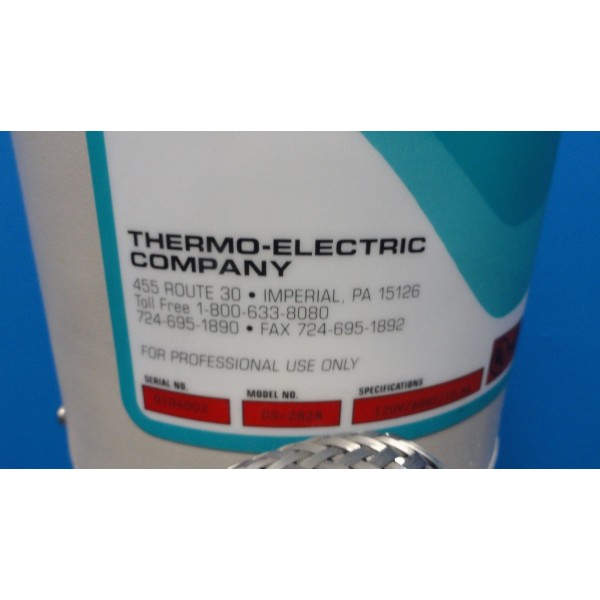 THERMO-ELECTRIC
COMPANY
455 ROUTE 30 • IMPERIAL, PA 15126
Toll Free 1-800-633-8080
724-695-1890 • FAX 724-695-1892
FOR PROFESSIONAL USE ONLY
SERIAL NO. MODEL NO. SPECIFICATIONS